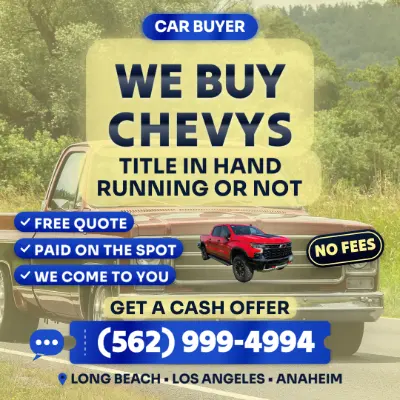 CAR BUYER
WE BUY
CHEVYS
TITLE IN HAND
RUNNING OR NOT
FREE QUOTE
PAID ON THE SPOT
WE COME TO YOU
NO FEES
GET A CASH OFFER
(562) 999-4994
LONG BEACH • LOS ANGELES • ANAHEIM